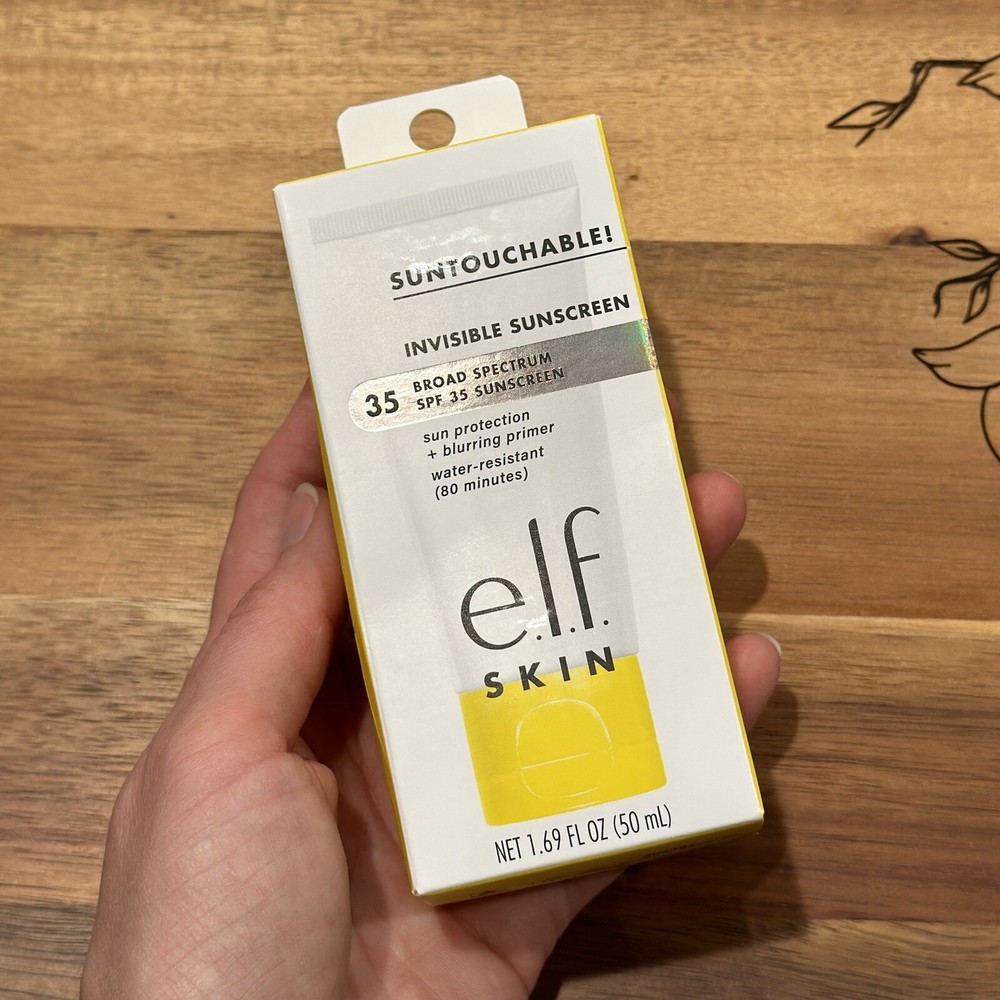 SUNTOUCHABLE!
INVISIBLE SUNSCREEN
35
BROAD SPECTRUM
SPF 35 SUNSCREEN
sun protection
+ blurring primer
water-resistant
(80 minutes)
e.l.f.
SKIN
NET 1.69 FL OZ (50 mL)